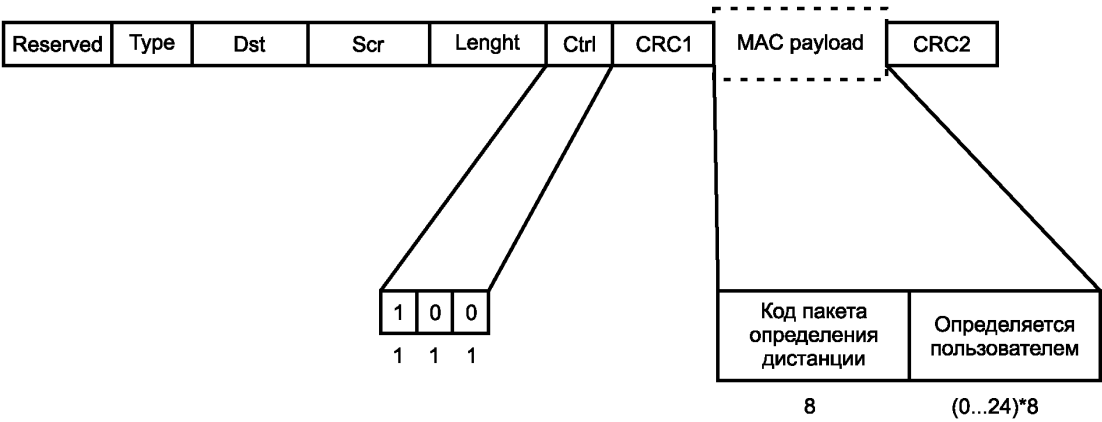 Reserved Type Dst Scr Lenght Ctrl CRC1 MAC payload CRC2
1 0 0
1 1 1
Код пакета
определения
дистанции
Определяется
пользователем
8
(0...24)*8